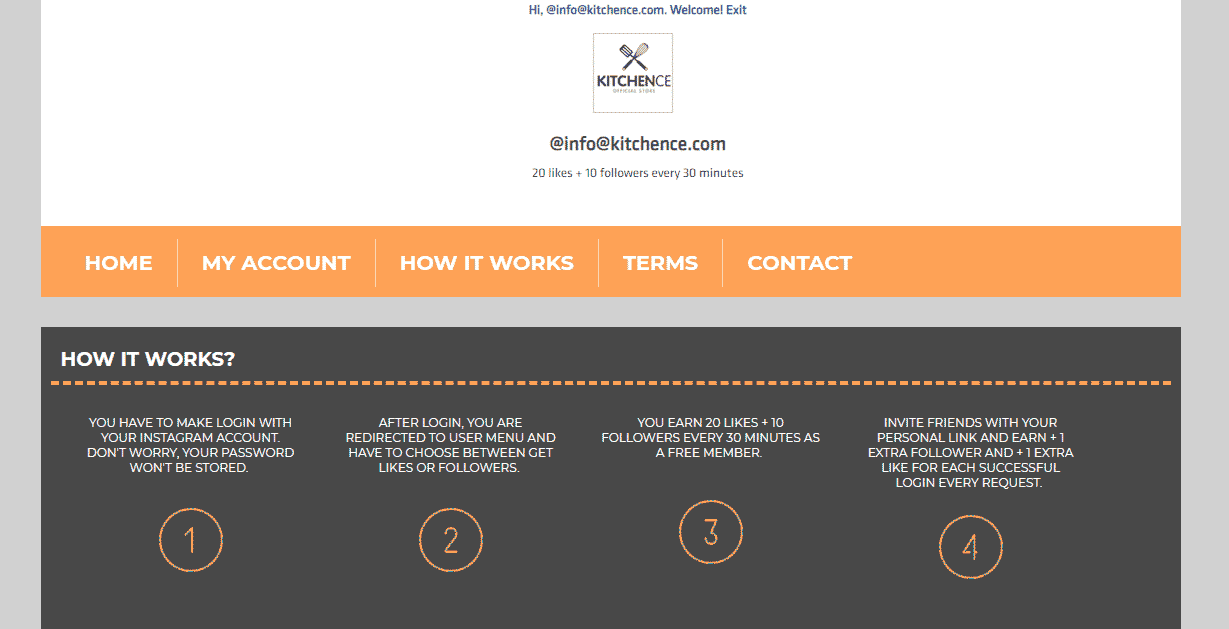 Hi, @info@kitchence.com. Welcome! Exit
KITCHENCE
OFFICIAL STORE
@info@kitchence.com
20 likes + 10 followers every 30 minutes
HOME
MY ACCOUNT
HOW IT WORKS
TERMS
CONTACT
HOW IT WORKS?
YOU HAVE TO MAKE LOGIN WITH
YOUR INSTAGRAM ACCOUNT.
DON'T WORRY, YOUR PASSWORD
WON'T BE STORED.
1
AFTER LOGIN, YOU ARE
REDIRECTED TO USER MENU AND
HAVE TO CHOOSE BETWEEN GET
LIKES OR FOLLOWERS.
2
YOU EARN 20 LIKES + 10
FOLLOWERS EVERY 30 MINUTES AS
A FREE MEMBER.
3
INVITE FRIENDS WITH YOUR
PERSONAL LINK AND EARN + 1
EXTRA FOLLOWER AND + 1 EXTRA
LIKE FOR EACH SUCCESSFUL
LOGIN EVERY REQUEST.
4